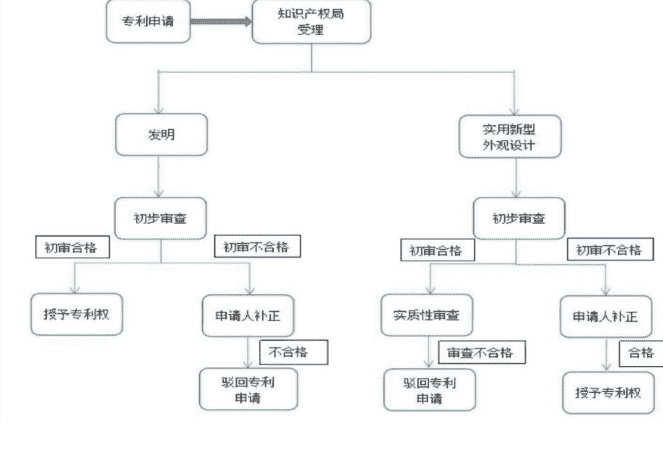 专利申请
知识产权局
受理
发明
实用新型
外观设计
初步审查
初步审查
初审合格
初审不合格
初审合格
初审不合格
授予专利权
申请人补正
实质性审查
申请人补正
不合格
审查不合格
合格
驳回专利
申请
驳回专利
申请
授予专利权